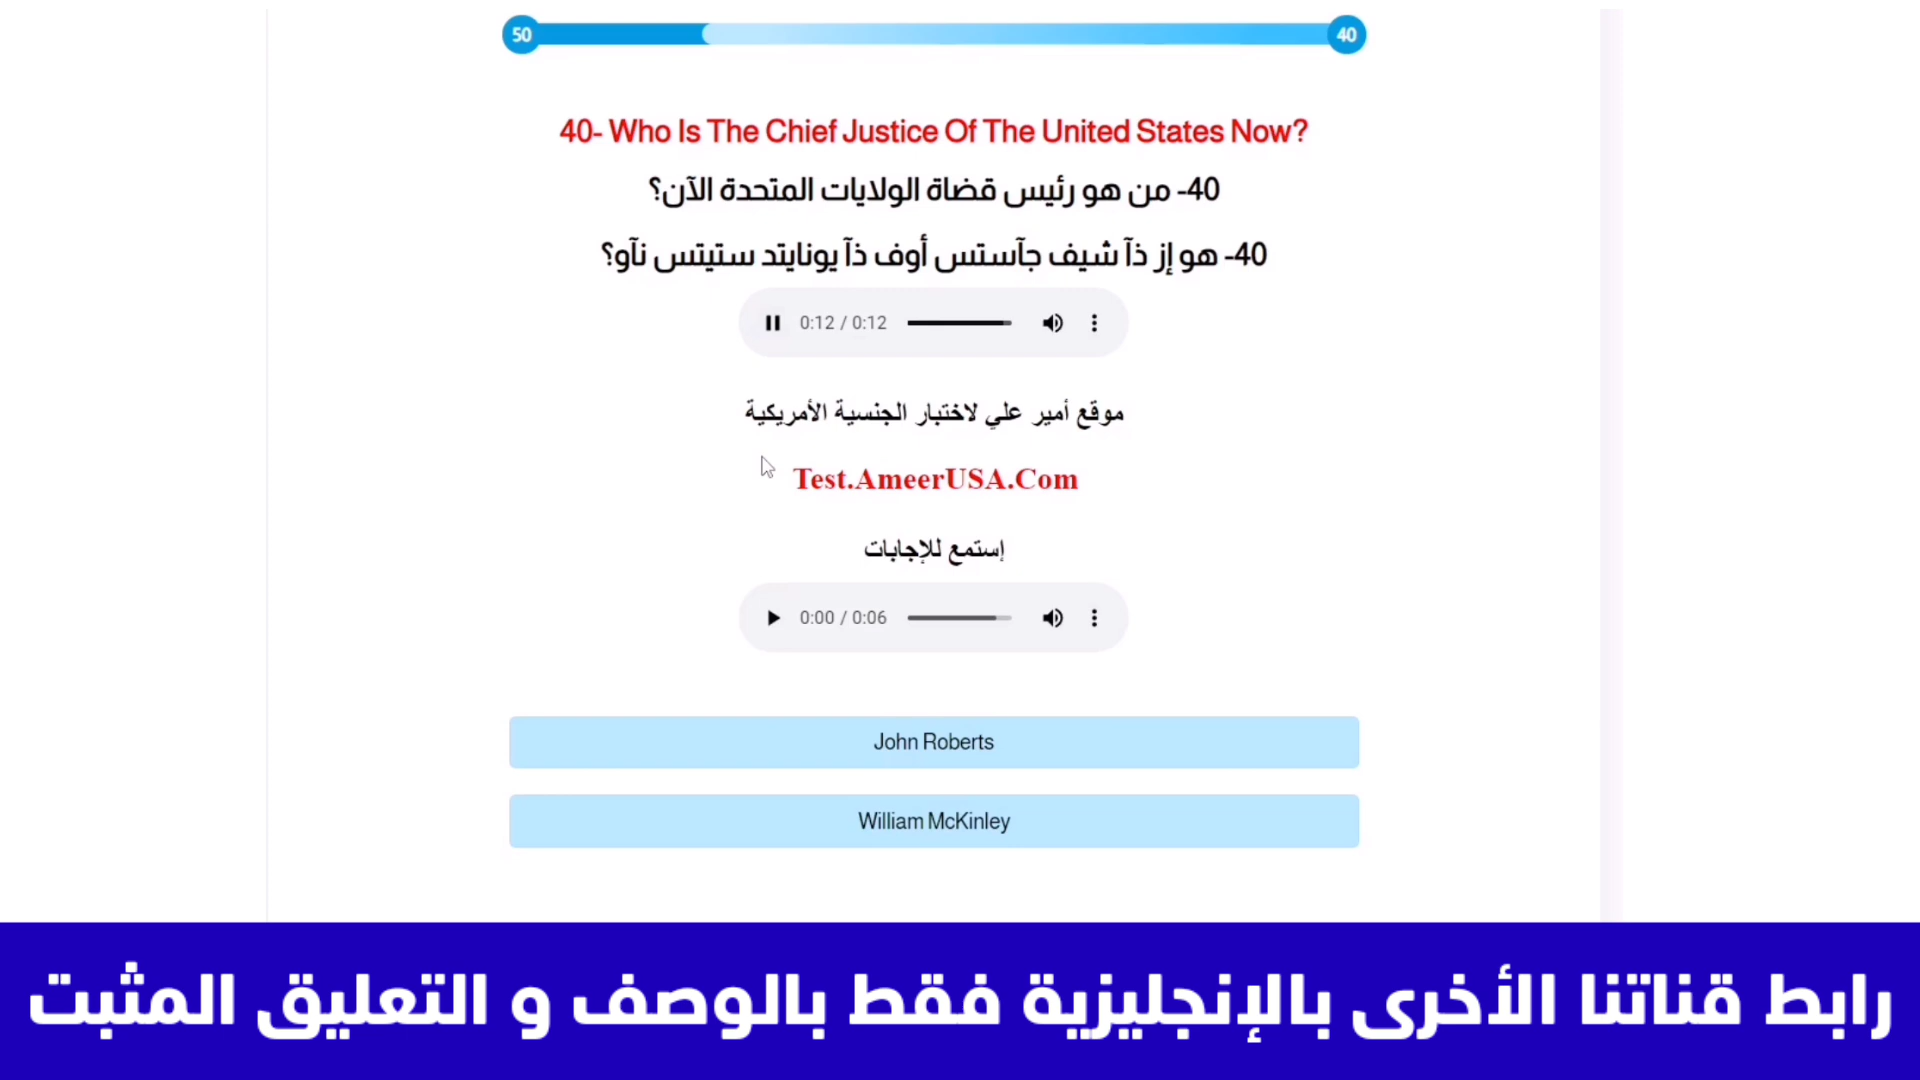 50 40
40- Who Is The Chief Justice Of The United States Now?
40- من هو رئيس قضاة الولايات المتحدة الآن؟
40- هو إز ذآ شيف جآستس أوف ذآ يونايتد ستيتس نآو؟
0:12 / 0:12
موقع أمير علي لاختبار الجنسية الأمريكية
Test.AmeerUSA.Com
إستمع للإجابات
0:00 / 0:06
John Roberts
William McKinley
رابط قناتنا الأخرى بالإنجليزية فقط بالوصف و التعليق المثبت